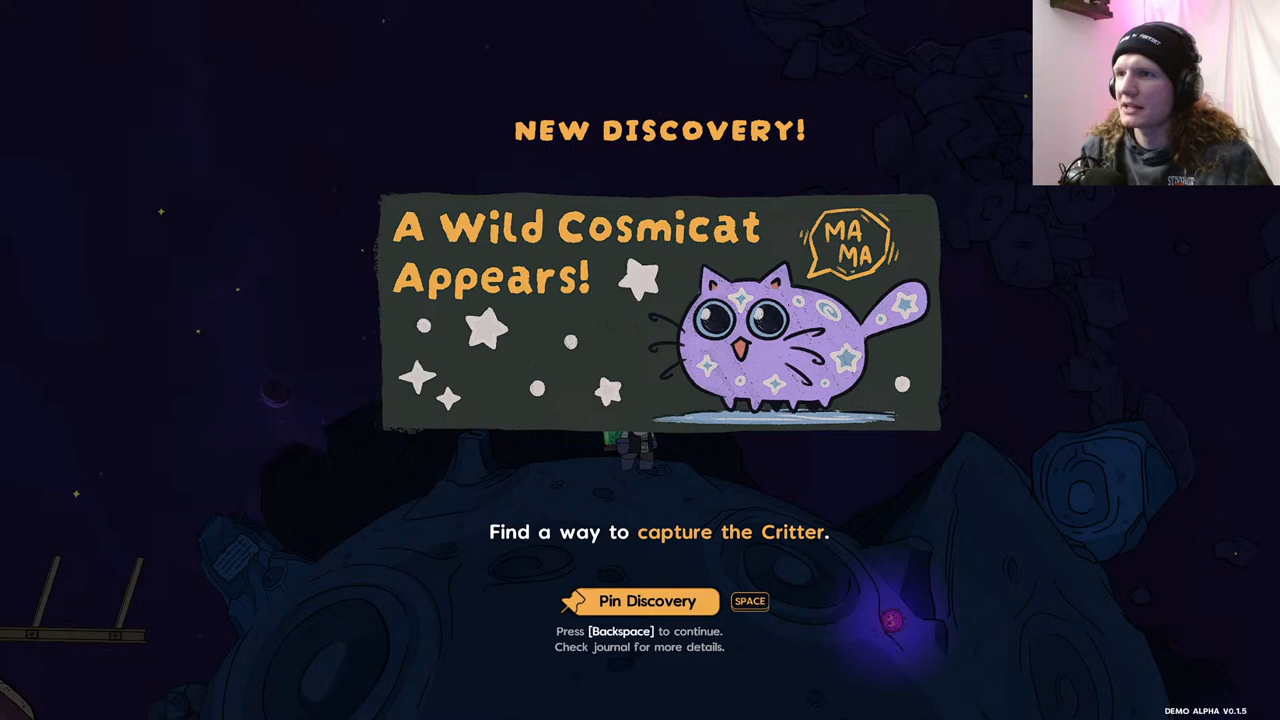 NEW DISCOVERY!
A Wild Cosmicat
Appears!
MA
MA
Find a way to capture the Critter.
Pin Discovery
SPACE
Press [Backspace] to continue.
Check journal for more details.
DEMO ALPHA V0.1.5